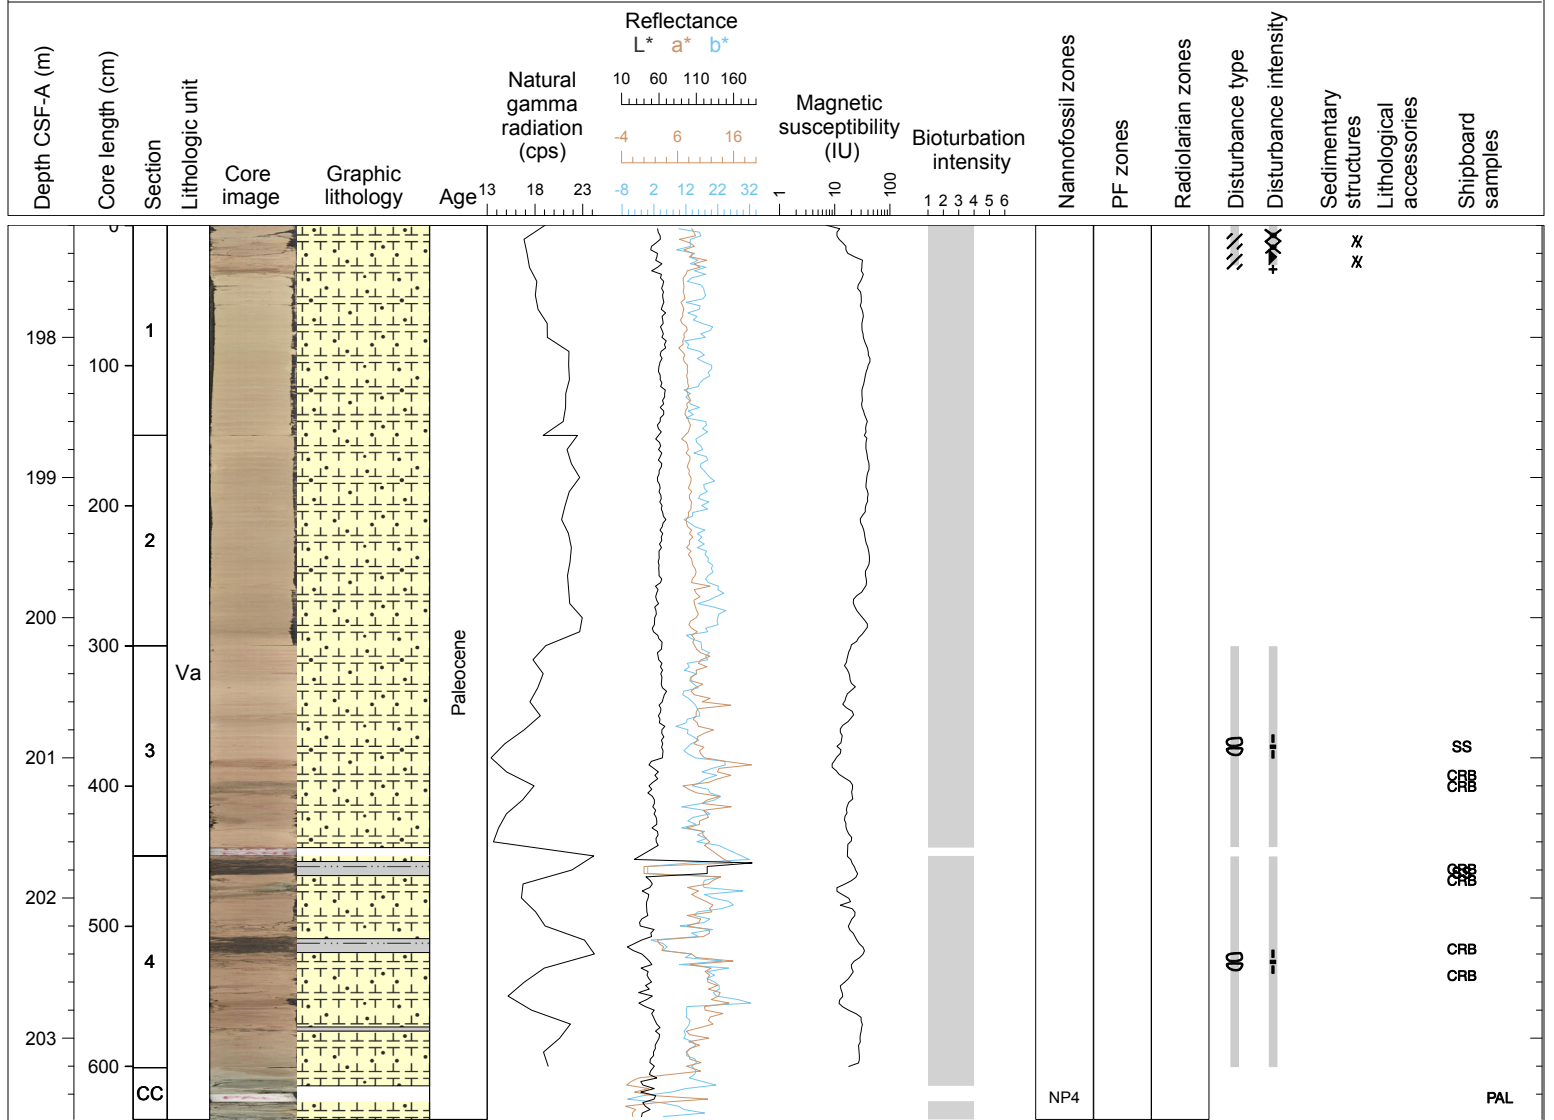 Depth CSF-A (m)
Core length (cm)
Section
Lithologic unit
Core
image
Graphic
lithology
Age
Natural
gamma
radiation
(cps)
13 18 23
Reflectance
L* a* b*
10 60 110 160
-4 6 16
-8 2 12 22 32
Magnetic
susceptibility
(IU)
1 10 100
Bioturbation
intensity
1 2 3 4 5 6
Nannofossil zones
PF zones
Radiolarian zones
Disturbance type
Disturbance intensity
Sedimentary
structures
Lithological
accessories
Shipboard
samples
0
198
1
100
199
200
2
200
300
Va
Paleocene
3
201
SS
400
CRB
CRB
202
CRB
CRB
500
4
CRB
CRB
203
600
CC
NP4
PAL